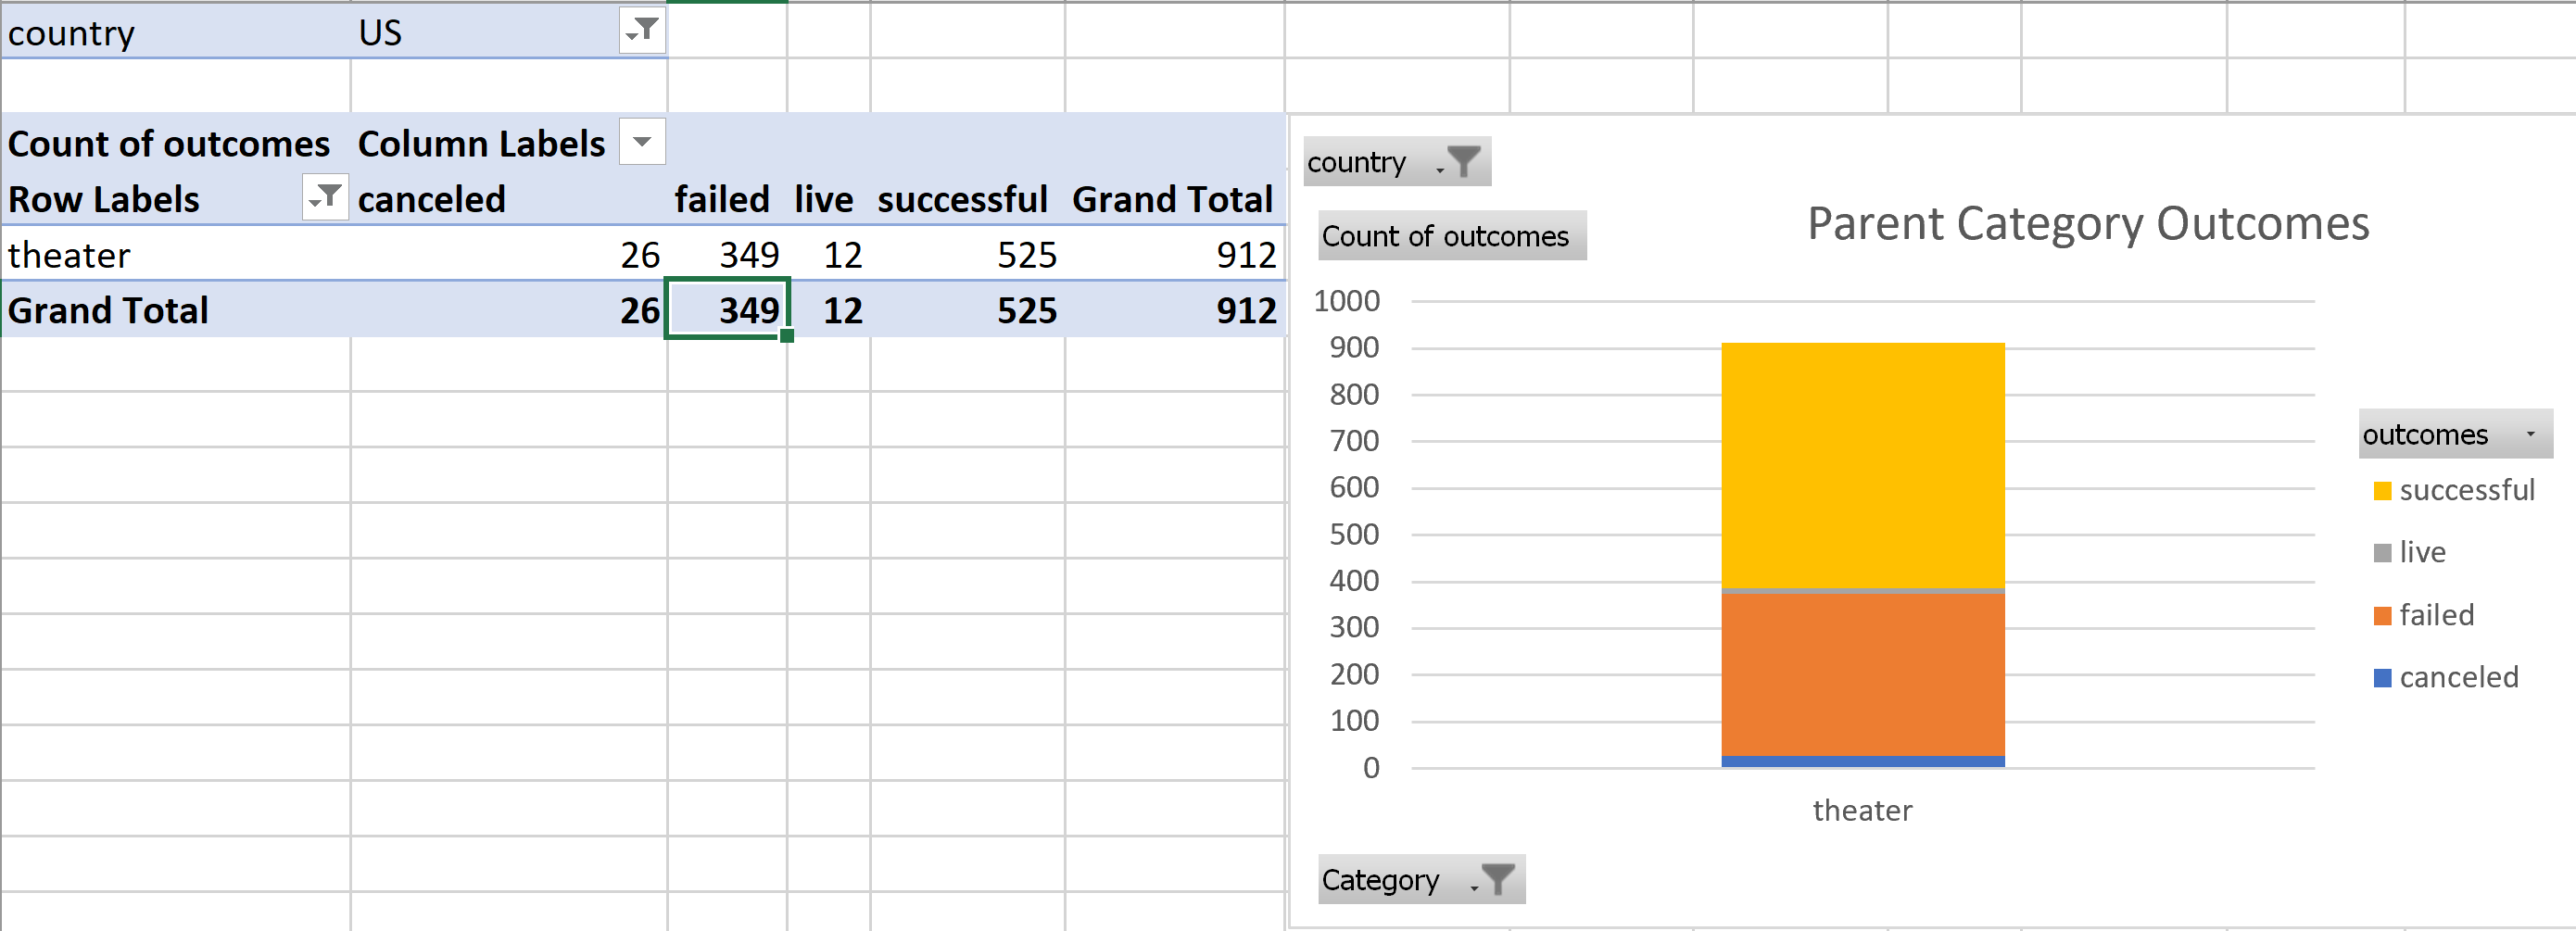 country US
Count of outcomes Column Labels
Row Labels canceled failed live successful Grand Total
theater 26 349 12 525 912
Grand Total 26 349 12 525 912
country
Count of outcomes
Parent Category Outcomes
1000
900
800
700
600
500
400
300
200
100
0
theater
outcomes
successful
live
failed
canceled
Category